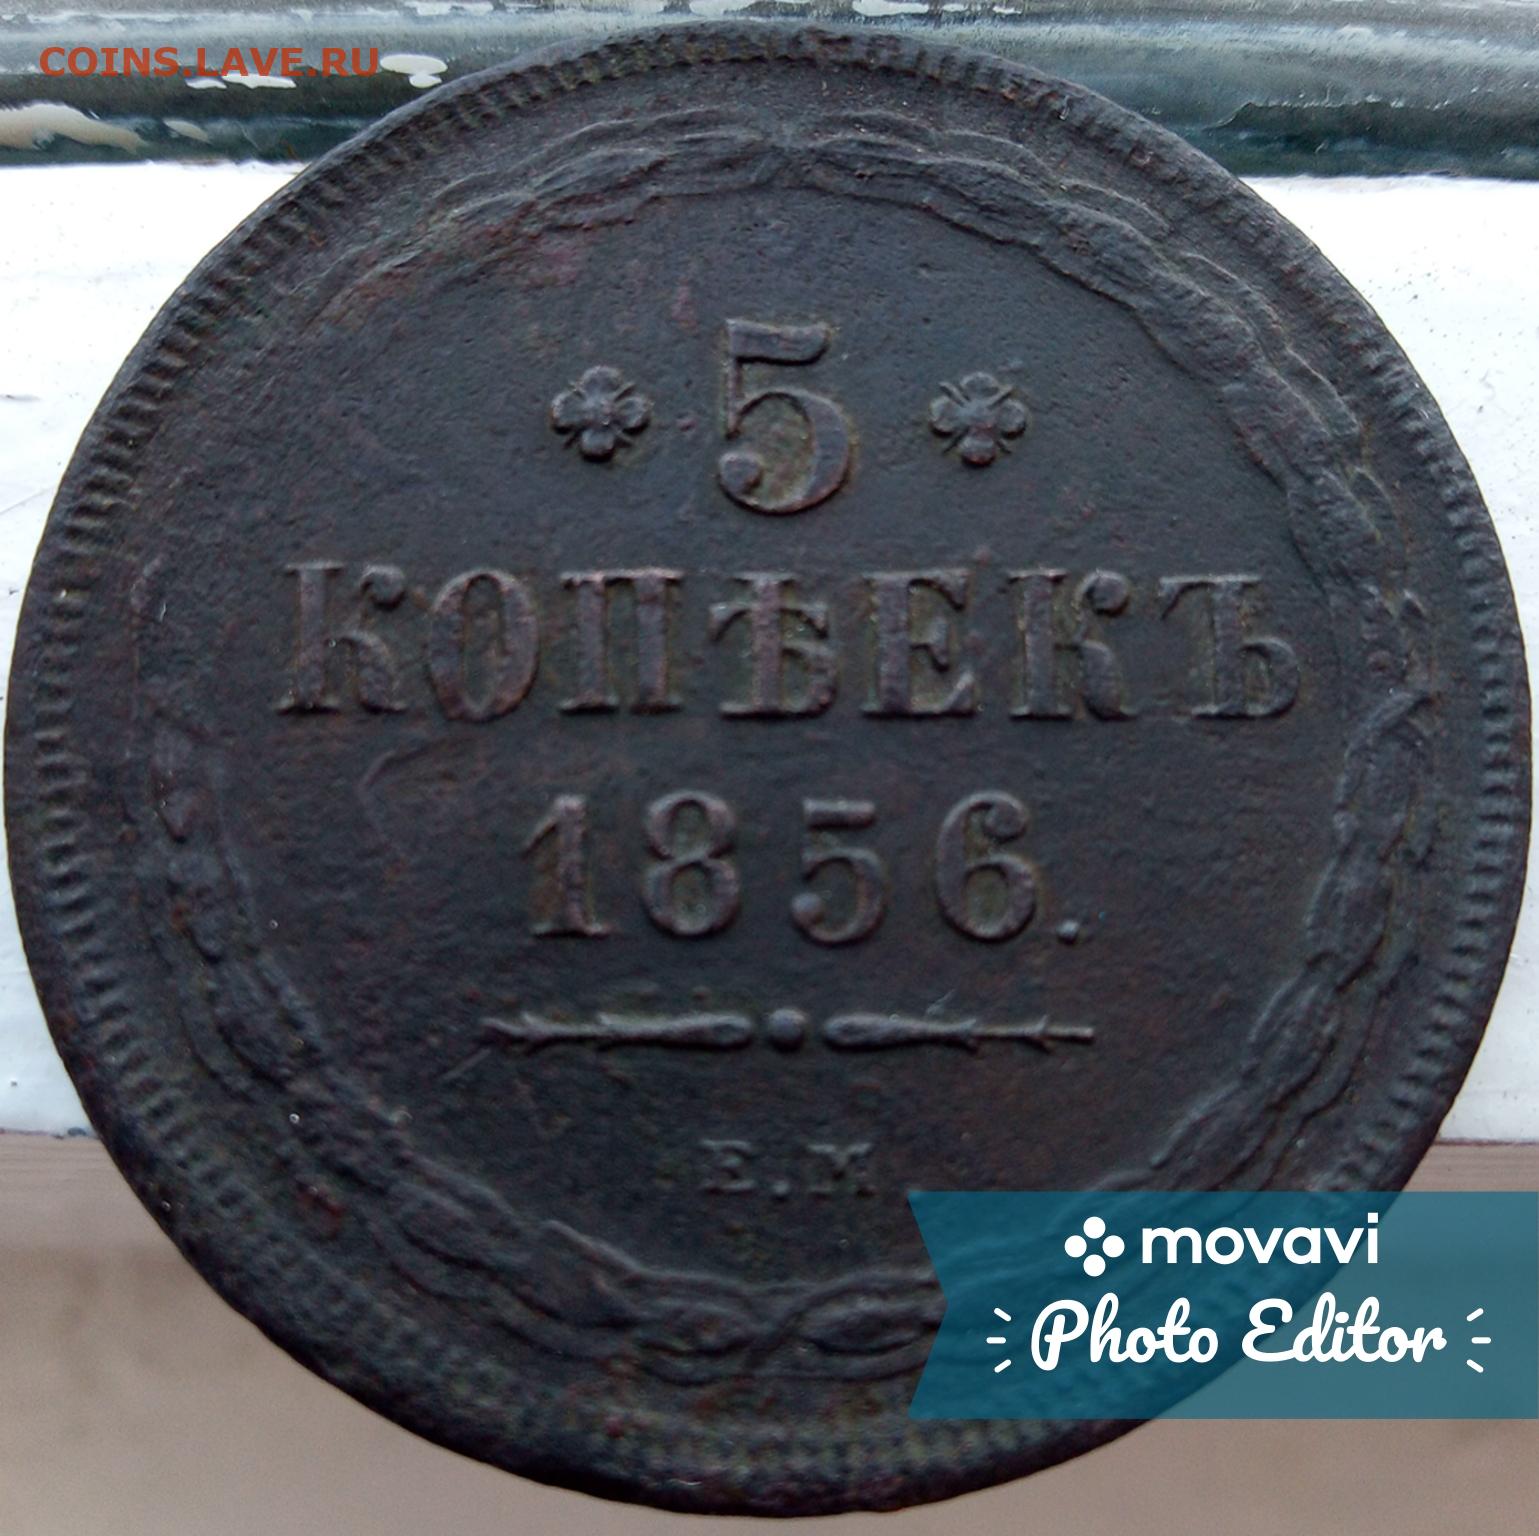 COINS.LAVE.RU
5
КОПѢЕКЪ
1856.
Е.М
movavi
Photo Editor